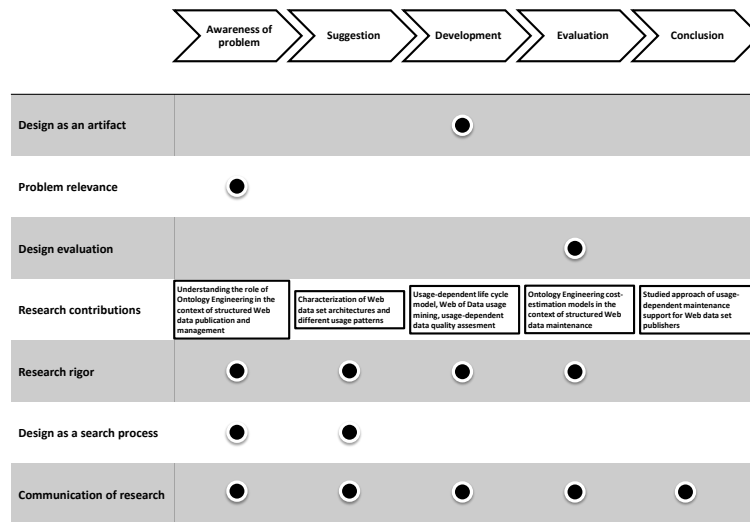 Awareness of
problem
Suggestion
Development
Evaluation
Conclusion
Design as an artifact
Problem relevance
Design evaluation
Research contributions
Understanding the role of
Ontology Engineering in the
context of structured Web
data publication and
management
Characterization of Web
data set architectures and
different usage patterns
Usage-dependent life cycle
model, Web of Data usage
mining, usage-dependent
data quality assesment
Ontology Engineering cost-
estimation models in the
context of structured Web
data maintenance
Studied approach of usage-
dependent maintenance
support for Web data set
publishers
Research rigor
Design as a search process
Communication of research